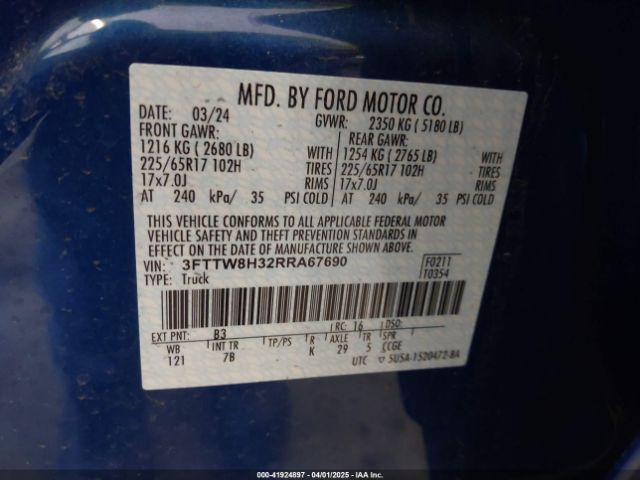 MFD. BY FORD MOTOR CO.
DATE: 03/24 GVWR: 2350 KG ( 5180 LB)
FRONT GAWR: REAR GAWR:
1216 KG ( 2680 LB) WITH 1254 KG ( 2765 LB) WITH
225/65R17 102H TIRES 225/65R17 102H TIRES
17x7.0J RIMS 17x7.0J RIMS
AT 240 kPa/ 35 PSI COLD AT 240 kPa/ 35 PSI COLD
THIS VEHICLE CONFORMS TO ALL APPLICABLE FEDERAL MOTOR
VEHICLE SAFETY AND THEFT PREVENTION STANDARDS IN
EFFECT ON THE DATE OF MANUFACTURE SHOWN ABOVE.
VIN: 3FTTW8H32RRA67690 F0211
TYPE: Truck T0354
EXT PNT: B3 RC: 16 DSO:
WB INT TR TP/PS R AXLE TR SPR
121 7B K 29 5 CCGE
UTC 5U5A-1520472-BA
000-41924897 - 04/01/2025 - IAA Inc.